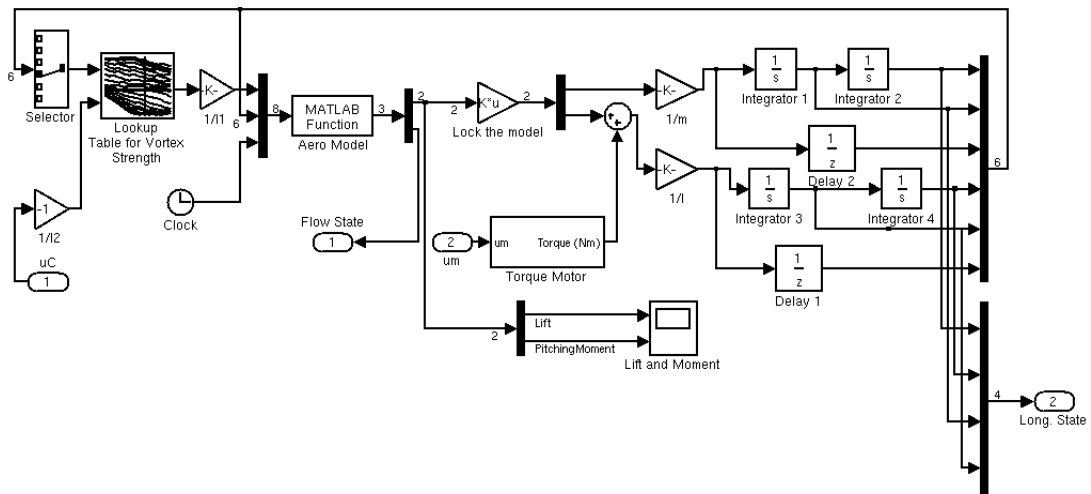 6
Selector
Lookup
Table for Vortex
Strength
-K-
1/I1
6
8
MATLAB
Function
Aero Model
3
2
2
K*u
Lock the model
2
-K-
1/m
1
s
Integrator 1
1
s
Integrator 2
1
z
Delay 2
6
-1
1/I2
Clock
Flow State
1
2
um
um
Torque (Nm)
Torque Motor
-K-
1/I
1
s
Integrator 3
1
s
Integrator 4
1
z
Delay 1
uC
1
2
Lift
PitchingMoment
Lift and Moment
4
2
Long. State